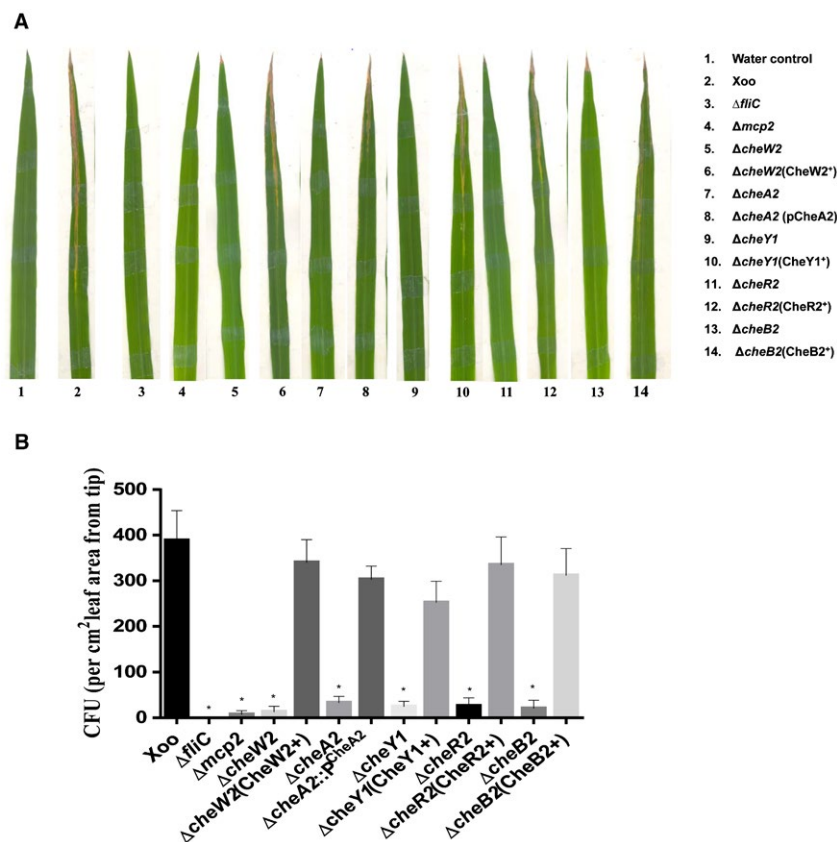 A
1. Water control
2. Xoo
3. ΔfliC
4. Δmcp2
5. ΔcheW2
6. ΔcheW2(CheW2⁺)
7. ΔcheA2
8. ΔcheA2 (pCheA2)
9. ΔcheY1
10. ΔcheY1(CheY1⁺)
11. ΔcheR2
12. ΔcheR2(CheR2⁺)
13. ΔcheB2
14. ΔcheB2(CheB2⁺)
1 2 3 4 5 6 7 8 9 10 11 12 13 14
B
CFU (per cm² leaf area from tip)
500
400
300
200
100
0
* * * * * * *
Xoo
ΔfliC
Δmcp2
ΔcheW2
ΔcheW2(CheW2+)
ΔcheA2
ΔcheA2::PCheA2
ΔcheY1
ΔcheY1(CheY1+)
ΔcheR2
ΔcheR2(CheR2+)
ΔcheB2
ΔcheB2(CheB2+)